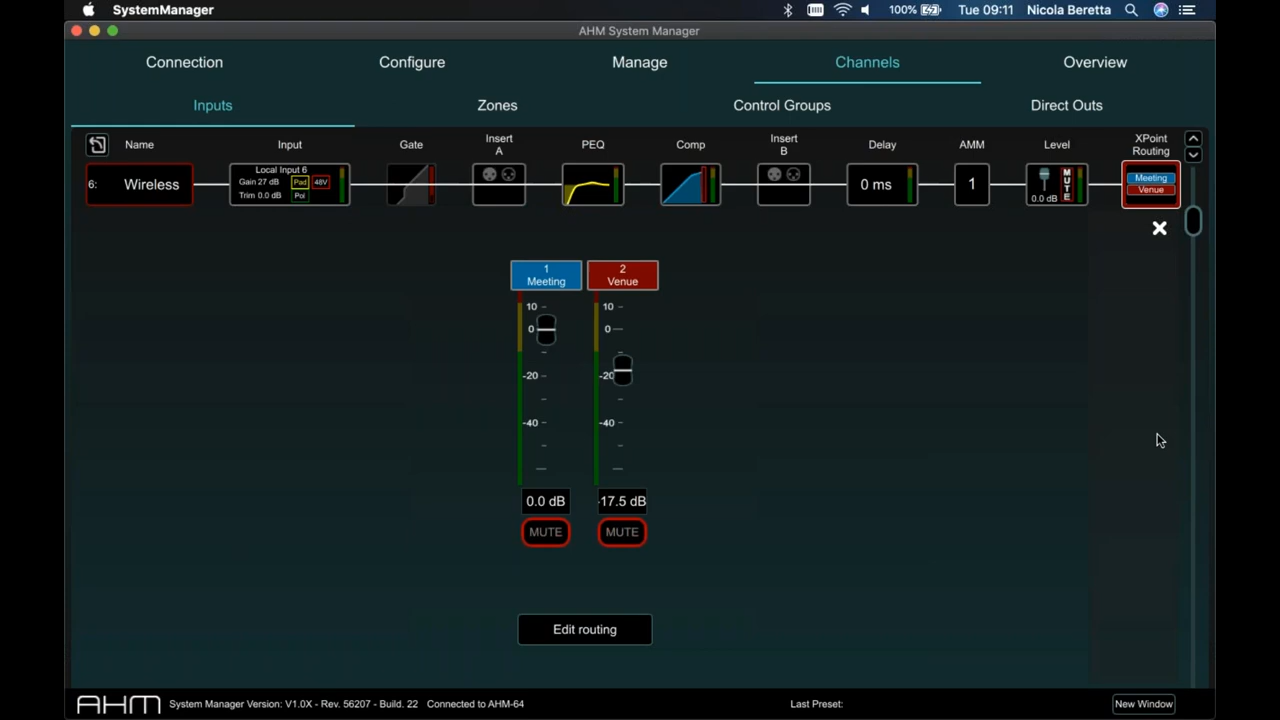 SystemManager 100% Tue 09:11 Nicola Beretta
AHM System Manager
Connection Configure Manage Channels Overview
Inputs Zones Control Groups Direct Outs
Name Input Gate Insert A PEQ Comp Insert B Delay AMM Level XPoint Routing
6: Wireless
Local Input 6
Gain 27 dB Pad 48V
Trim 0.0 dB Pol
0 ms
1
0.0 dB MUTE
Meeting
Venue
1 2
Meeting Venue
10 10
0 0
-20 -20
-40 -40
0.0 dB -17.5 dB
MUTE MUTE
Edit routing
AHM System Manager Version: V1.0X - Rev. 56207 - Build. 22 Connected to AHM-64 Last Preset: New Window